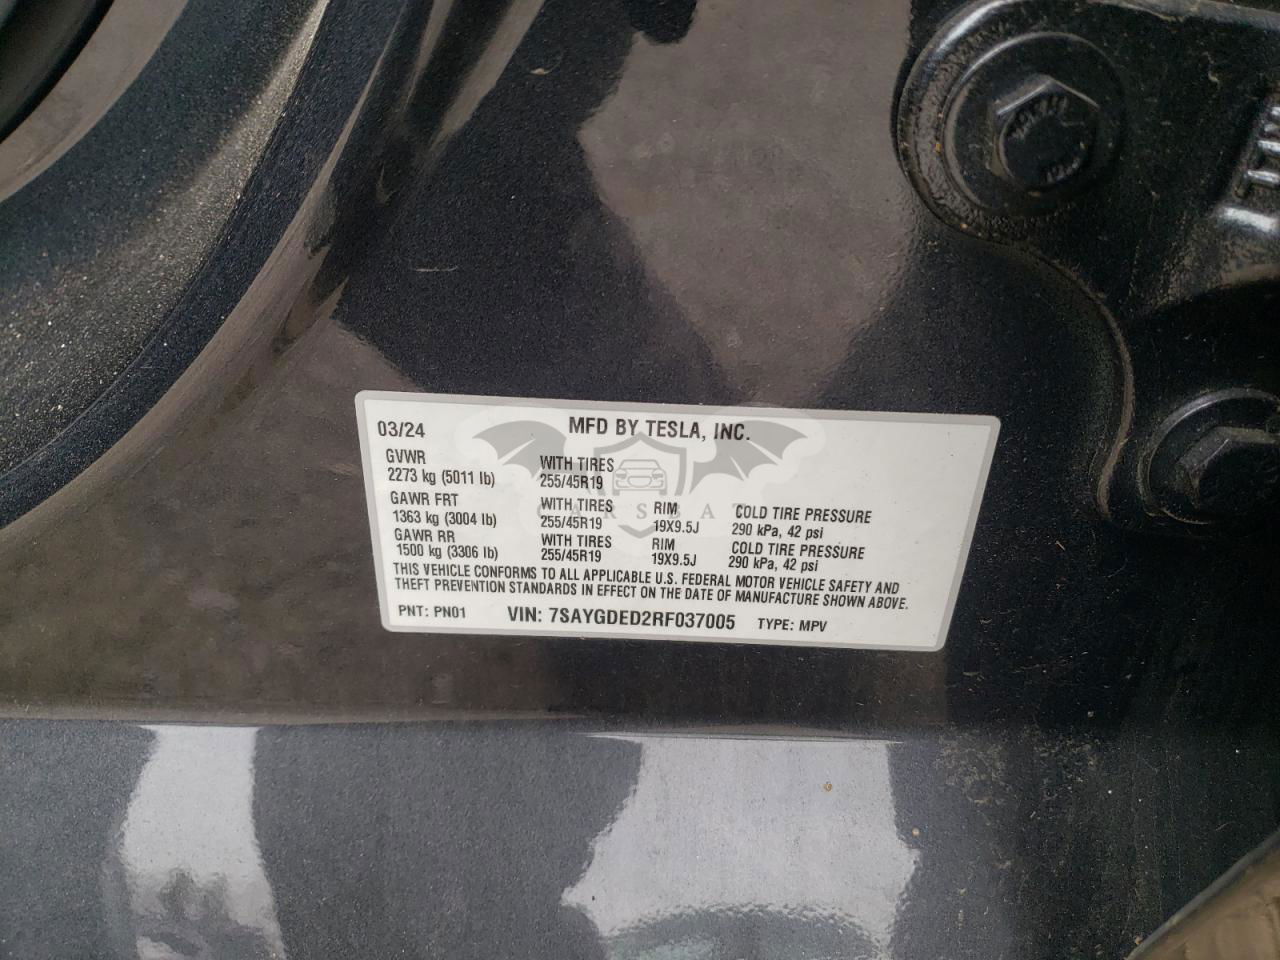 03/24 MFD BY TESLA, INC.
GVWR
2273 kg (5011 lb) WITH TIRES 255/45R19
GAWR FRT
1363 kg (3004 lb) WITH TIRES 255/45R19 RIM 19X9.5J COLD TIRE PRESSURE 290 kPa, 42 psi
GAWR RR
1500 kg (3306 lb) WITH TIRES 255/45R19 RIM 19X9.5J COLD TIRE PRESSURE 290 kPa, 42 psi
THIS VEHICLE CONFORMS TO ALL APPLICABLE U.S. FEDERAL MOTOR VEHICLE SAFETY AND
THEFT PREVENTION STANDARDS IN EFFECT ON THE DATE OF MANUFACTURE SHOWN ABOVE.
PNT: PN01 VIN: 7SAYGDED2RF037005 TYPE: MPV
CARSBAT